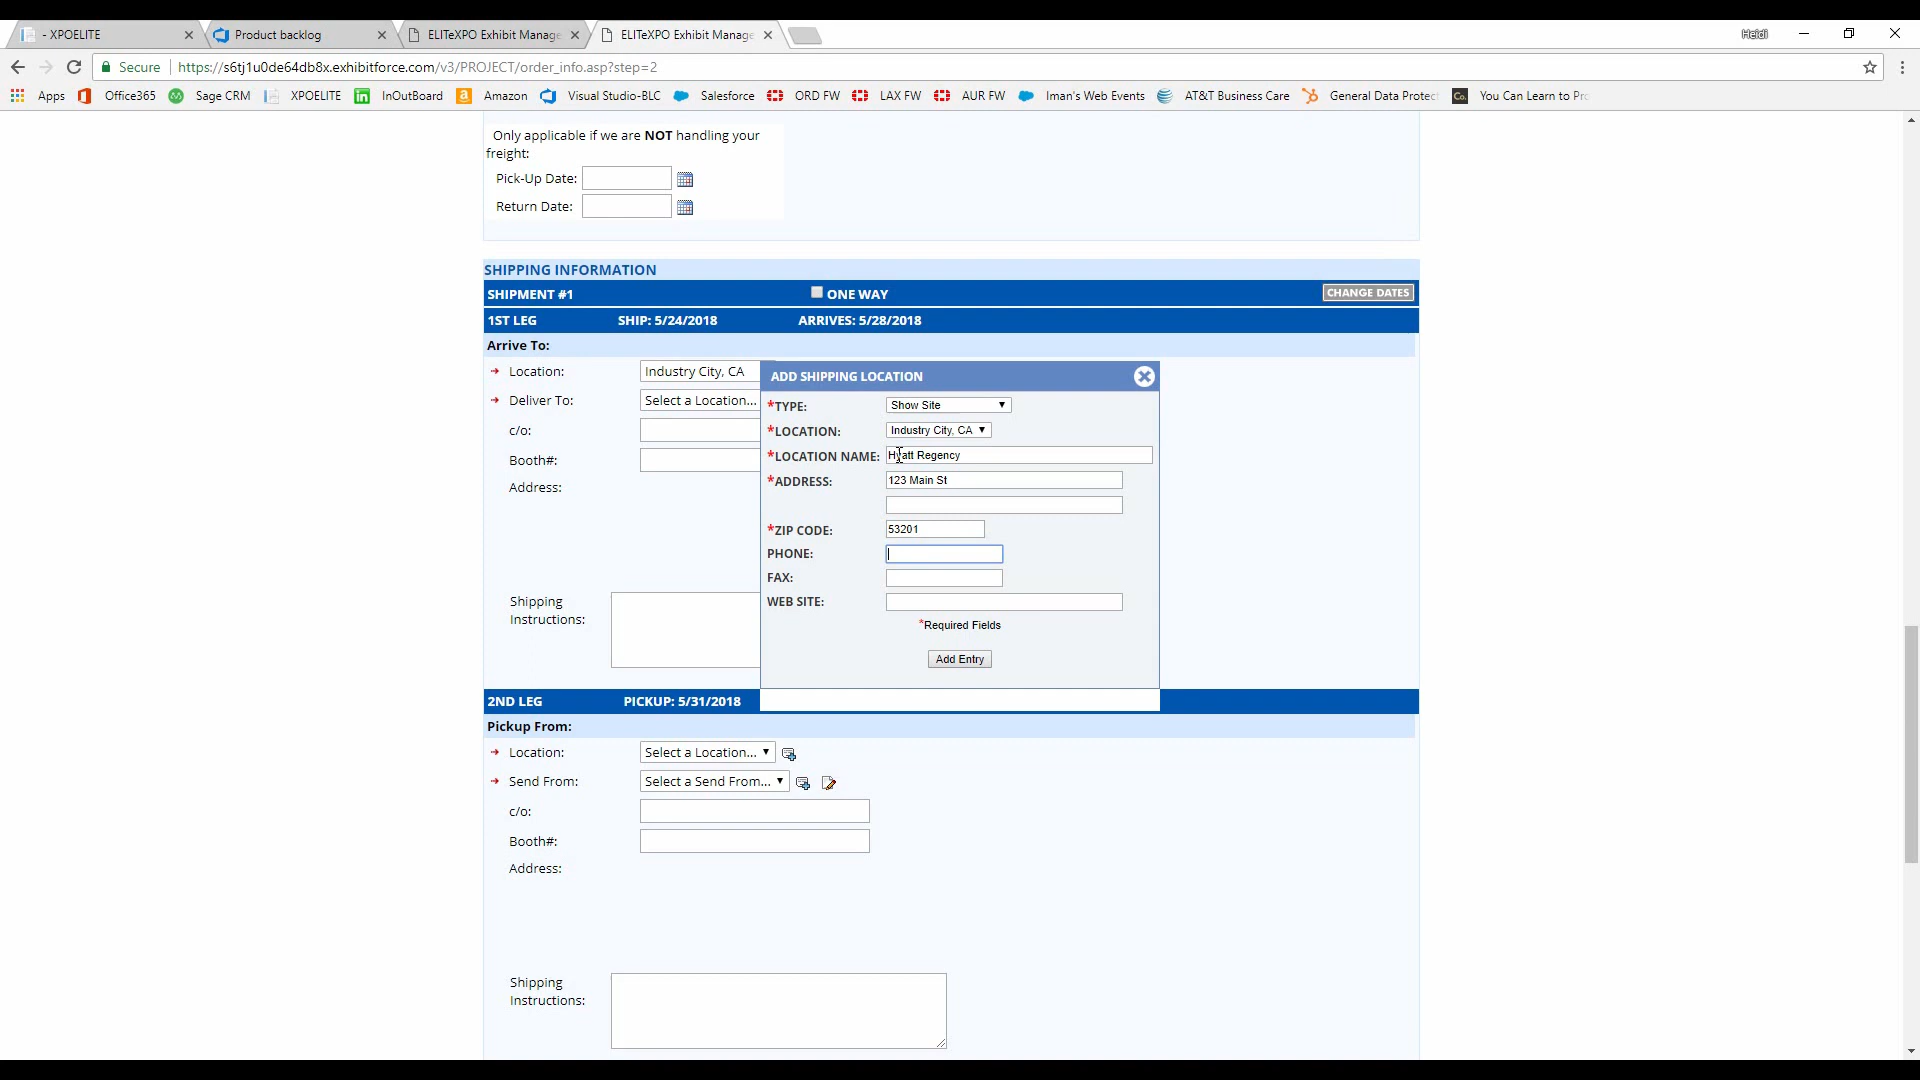 - XPOELITE
Product backlog
ELITeXPO Exhibit Manage
ELITeXPO Exhibit Manage
Heidi
Secure
https://s6tj1u0de64db8x.exhibitforce.com/v3/PROJECT/order_info.asp?step=2
Apps
Office365
Sage CRM
XPOELITE
InOutBoard
Amazon
Visual Studio-BLC
Salesforce
ORD FW
LAX FW
AUR FW
Iman's Web Events
AT&T Business Care
General Data Protec
Co.
You Can Learn to Pr
Only applicable if we are NOT handling your
freight:
Pick-Up Date:
Return Date:
SHIPPING INFORMATION
SHIPMENT #1
ONE WAY
CHANGE DATES
1ST LEG
SHIP: 5/24/2018
ARRIVES: 5/28/2018
Arrive To:
Location:
Industry City, CA
Deliver To:
Select a Location...
c/o:
Booth#:
Address:
Shipping
Instructions:
ADD SHIPPING LOCATION
*TYPE:
Show Site
*LOCATION:
Industry City, CA
*LOCATION NAME:
Hyatt Regency
*ADDRESS:
123 Main St
*ZIP CODE:
53201
PHONE:
FAX:
WEB SITE:
*Required Fields
Add Entry
2ND LEG
PICKUP: 5/31/2018
Pickup From:
Location:
Select a Location...
Send From:
Select a Send From...
c/o:
Booth#:
Address:
Shipping
Instructions: